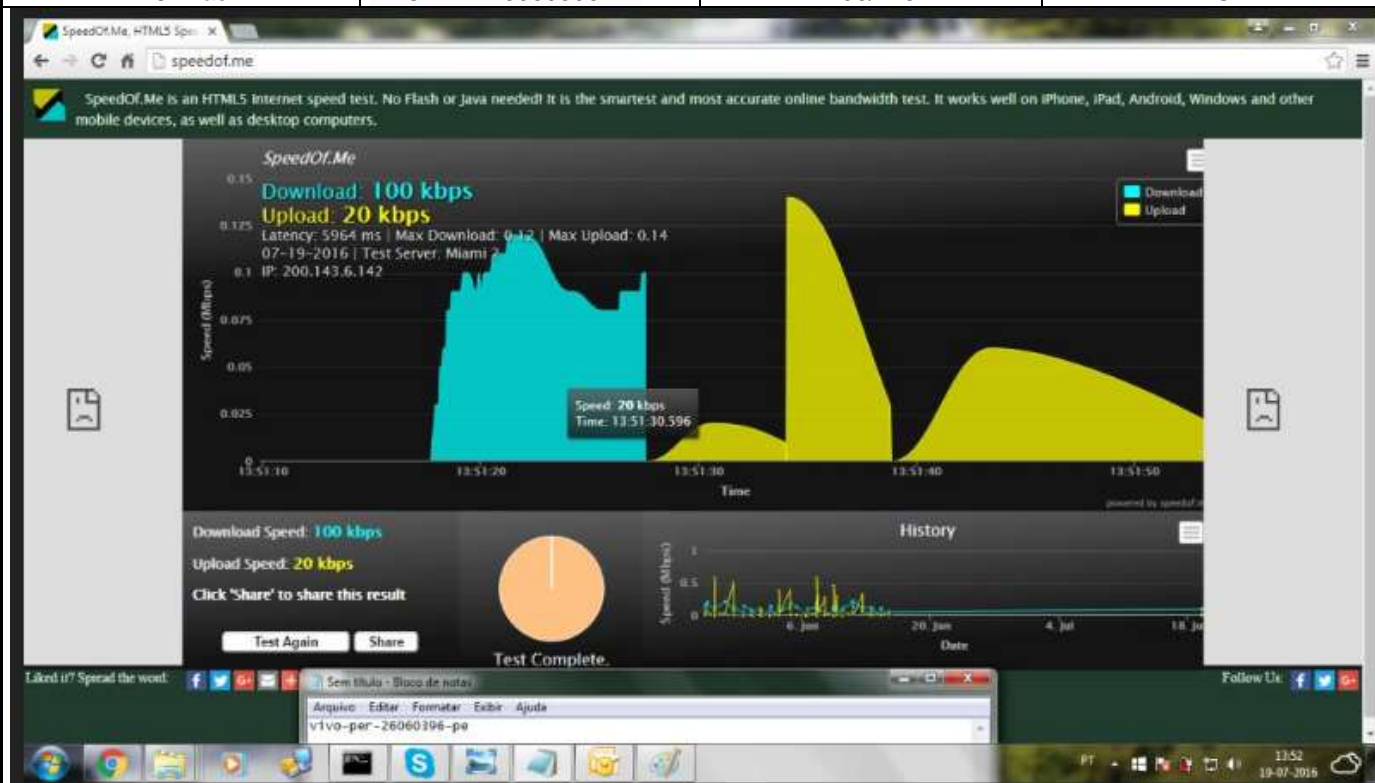 SpeedOf.Me, HTML5 Spe
speedof.me
SpeedOf.Me is an HTML5 Internet speed test. No Flash or Java needed! It is the smartest and most accurate online bandwidth test. It works well on iPhone, iPad, Android, Windows and other
mobile devices, as well as desktop computers.
SpeedOf.Me
Download: 100 kbps
Upload: 20 kbps
Latency: 5964 ms | Max Download: 0.12 | Max Upload: 0.14
07-19-2016 | Test Server: Miami 2
IP: 200.143.6.142
Download
Upload
0.15
0.125
0.1
0.075
0.05
0.025
0
Speed (Mbps)
Speed: 20 kbps
Time: 13:51:30.596
13:51:10 13:51:20 13:51:30 13:51:40 13:51:50
Time
powered by speedof.m
Download Speed: 100 kbps
Upload Speed: 20 kbps
Click 'Share' to share this result
Test Again Share
Test Complete.
History
Speed (Mbps)
1
0.5
0
6. Jun 20. Jun 4. Jul 18. Ju
Date
Liked it? Spread the word:
Follow Us:
Sem título - Bloco de notas
Arquivo Editar Formatar Exibir Ajuda
vivo-per-26060396-pe
PT
13:52
19-07-2016